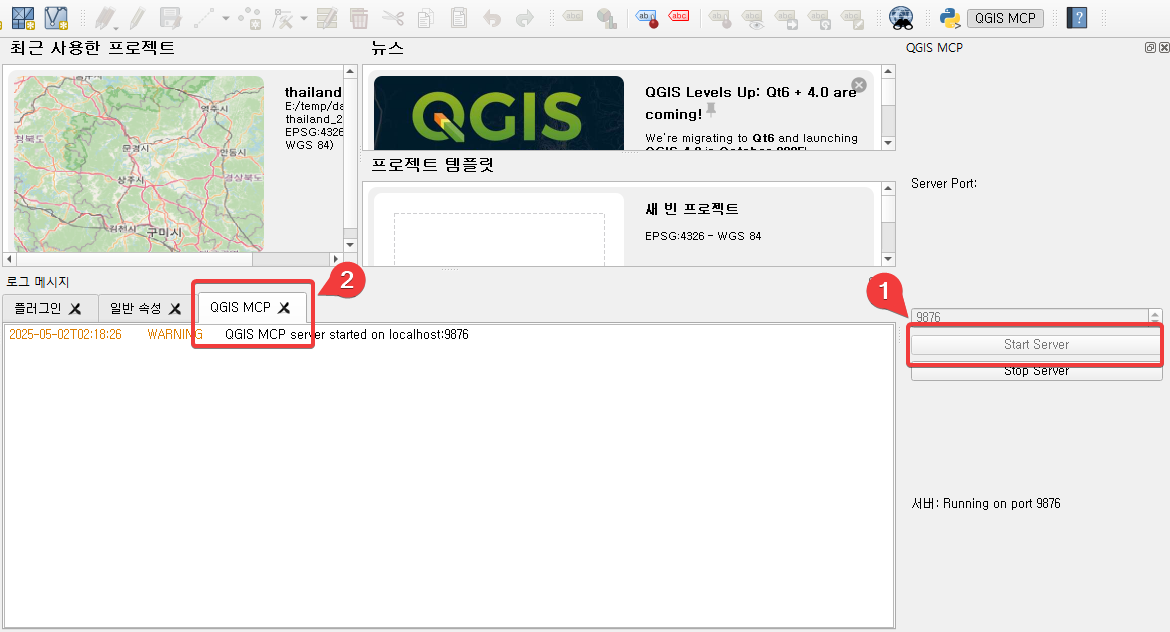 abc
ab
abc
QGIS MCP
?
최근 사용한 프로젝트
영주시
청북도
문경시
안동시
상주시
경상북도
김천시
구미시
thailand
E:/temp/da
thailand_2
EPSG:4326
WGS 84)
뉴스
QGIS
QGIS Levels Up: Qt6 + 4.0 are
coming!
We're migrating to Qt6 and launching
프로젝트 템플릿
새 빈 프로젝트
EPSG:4326 - WGS 84
로그 메시지
플러그인
일반 속성
QGIS MCP
2
2025-05-02T02:18:26 WARNING QGIS MCP server started on localhost:9876
QGIS MCP
Server Port:
1
9876
Start Server
Stop Server
서버: Running on port 9876